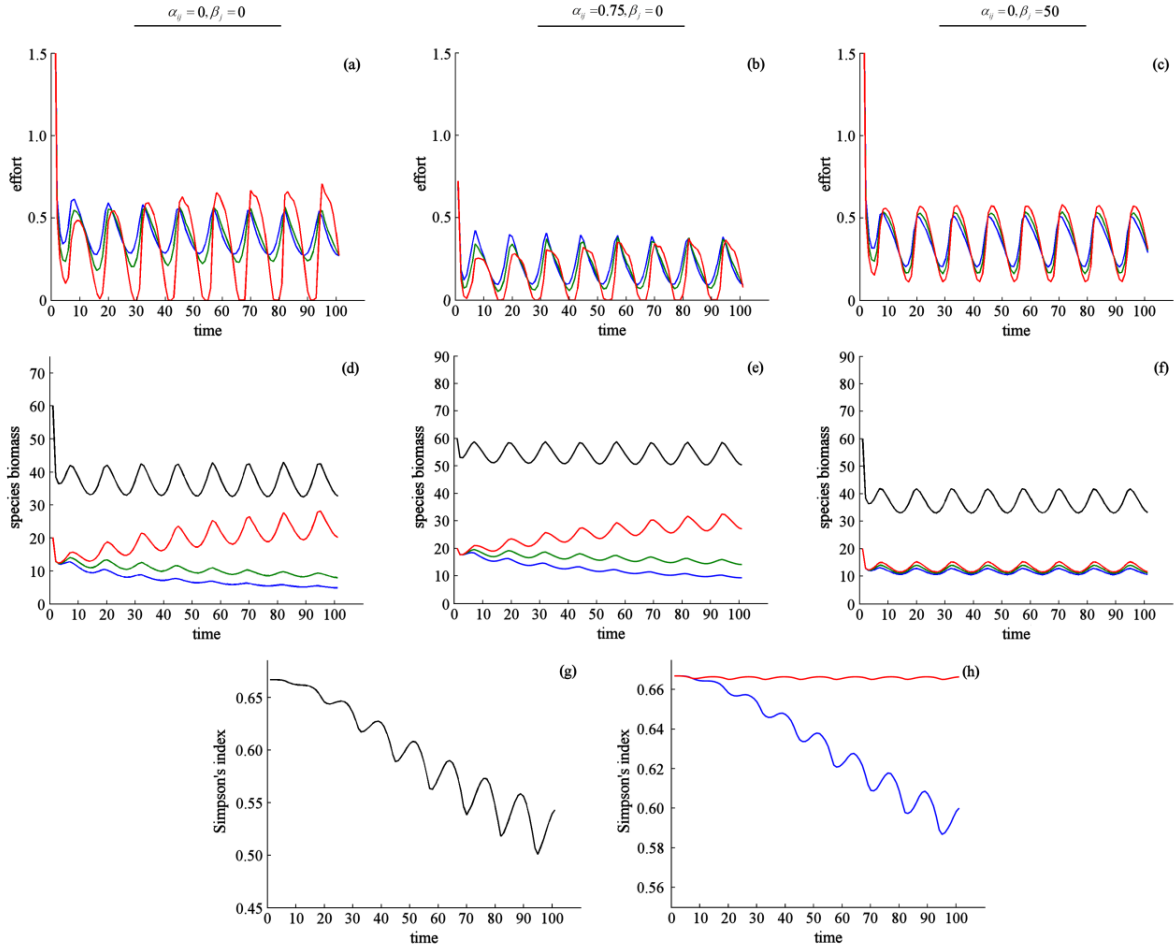 α_ij = 0, β_j = 0
α_ij = 0.75, β_j = 0
α_ij = 0, β_j = 50
(a)
1.5
1.0
0.5
0
effort
0 10 20 30 40 50 60 70 80 90 100
time
(b)
1.5
1.0
0.5
0
effort
0 10 20 30 40 50 60 70 80 90 100
time
(c)
1.5
1.0
0.5
0
effort
0 10 20 30 40 50 60 70 80 90 100
time
(d)
70
60
50
40
30
20
10
0
species biomass
0 10 20 30 40 50 60 70 80 90 100
time
(e)
90
80
70
60
50
40
30
20
10
0
species biomass
0 10 20 30 40 50 60 70 80 90 100
time
(f)
90
80
70
60
50
40
30
20
10
0
species biomass
0 10 20 30 40 50 60 70 80 90 100
time
(g)
0.65
0.60
0.55
0.50
0.45
Simpson's index
0 10 20 30 40 50 60 70 80 90 100
time
(h)
0.66
0.64
0.62
0.60
0.58
0.56
Simpson's index
0 10 20 30 40 50 60 70 80 90 100
time